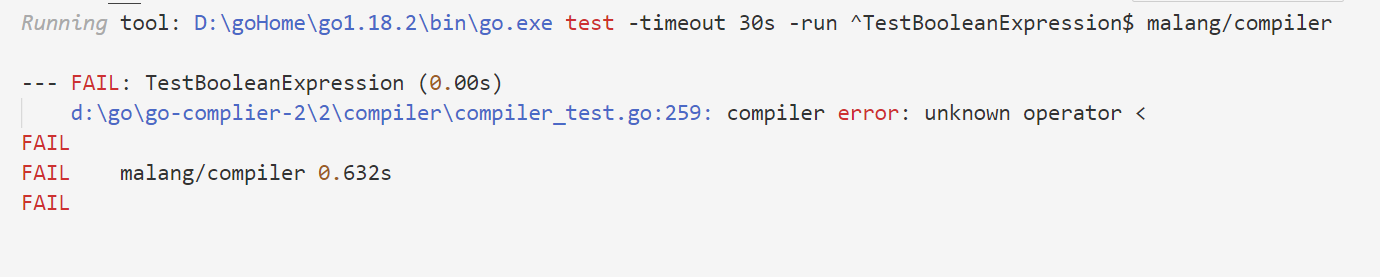 Running tool: D:\goHome\go1.18.2\bin\go.exe test -timeout 30s -run ^TestBooleanExpression$ malang/compiler
--- FAIL: TestBooleanExpression (0.00s)
d:\go\go-complier-2\2\compiler\compiler_test.go:259: compiler error: unknown operator <
FAIL
FAIL malang/compiler 0.632s
FAIL